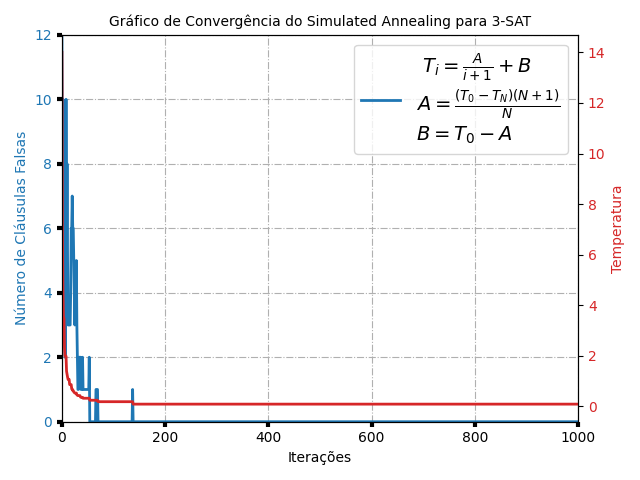 Gráfico de Convergência do Simulated Annealing para 3-SAT
12
10
8
6
4
2
0
Número de Cláusulas Falsas
T_i = A/(i+1) + B
A = (T_0 − T_N)(N+1)/N
B = T_0 − A
14
12
10
8
6
4
2
0
Temperatura
0 200 400 600 800 1000
Iterações